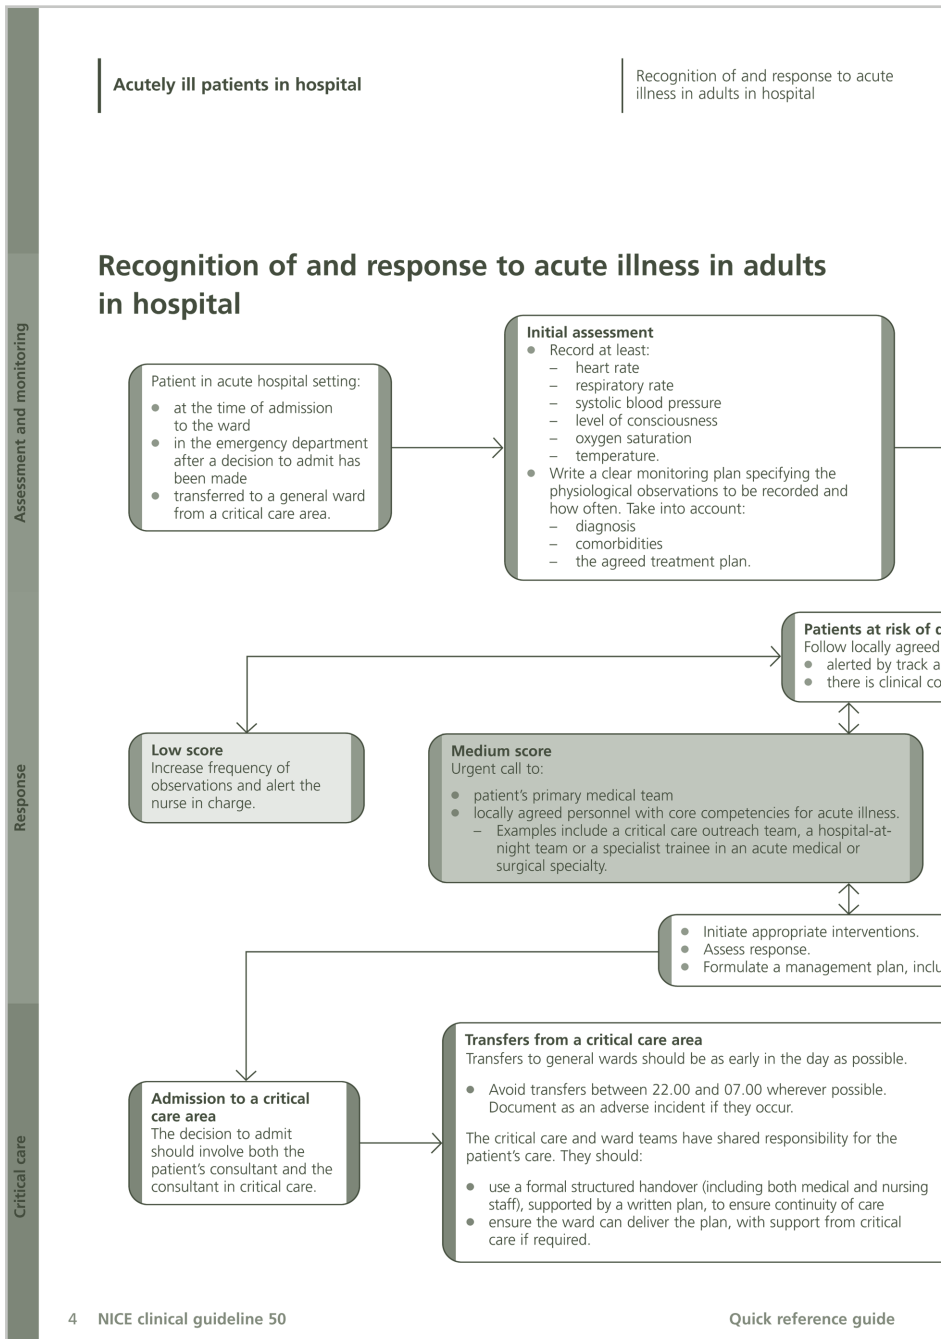 Acutely ill patients in hospital
Recognition of and response to acute
illness in adults in hospital
Recognition of and response to acute illness in adults
in hospital
Assessment and monitoring
Patient in acute hospital setting:
● at the time of admission
to the ward
● in the emergency department
after a decision to admit has
been made
● transferred to a general ward
from a critical care area.
Initial assessment
● Record at least:
– heart rate
– respiratory rate
– systolic blood pressure
– level of consciousness
– oxygen saturation
– temperature.
● Write a clear monitoring plan specifying the
physiological observations to be recorded and
how often. Take into account:
– diagnosis
– comorbidities
– the agreed treatment plan.
Patients at risk of
Follow locally agreed
● alerted by track
● there is clinical
Response
Low score
Increase frequency of
observations and alert the
nurse in charge.
Medium score
Urgent call to:
● patient's primary medical team
● locally agreed personnel with core competencies for acute illness.
– Examples include a critical care outreach team, a hospital-at-
night team or a specialist trainee in an acute medical or
surgical specialty.
● Initiate appropriate interventions.
● Assess response.
● Formulate a management plan,
Critical care
Admission to a critical
care area
The decision to admit
should involve both the
patient's consultant and the
consultant in critical care.
Transfers from a critical care area
Transfers to general wards should be as early in the day as possible.
● Avoid transfers between 22.00 and 07.00 wherever possible.
Document as an adverse incident if they occur.
The critical care and ward teams have shared responsibility for the
patient's care. They should:
● use a formal structured handover (including both medical and nursing
staff), supported by a written plan, to ensure continuity of care
● ensure the ward can deliver the plan, with support from critical
care if required.
4 NICE clinical guideline 50
Quick reference guide